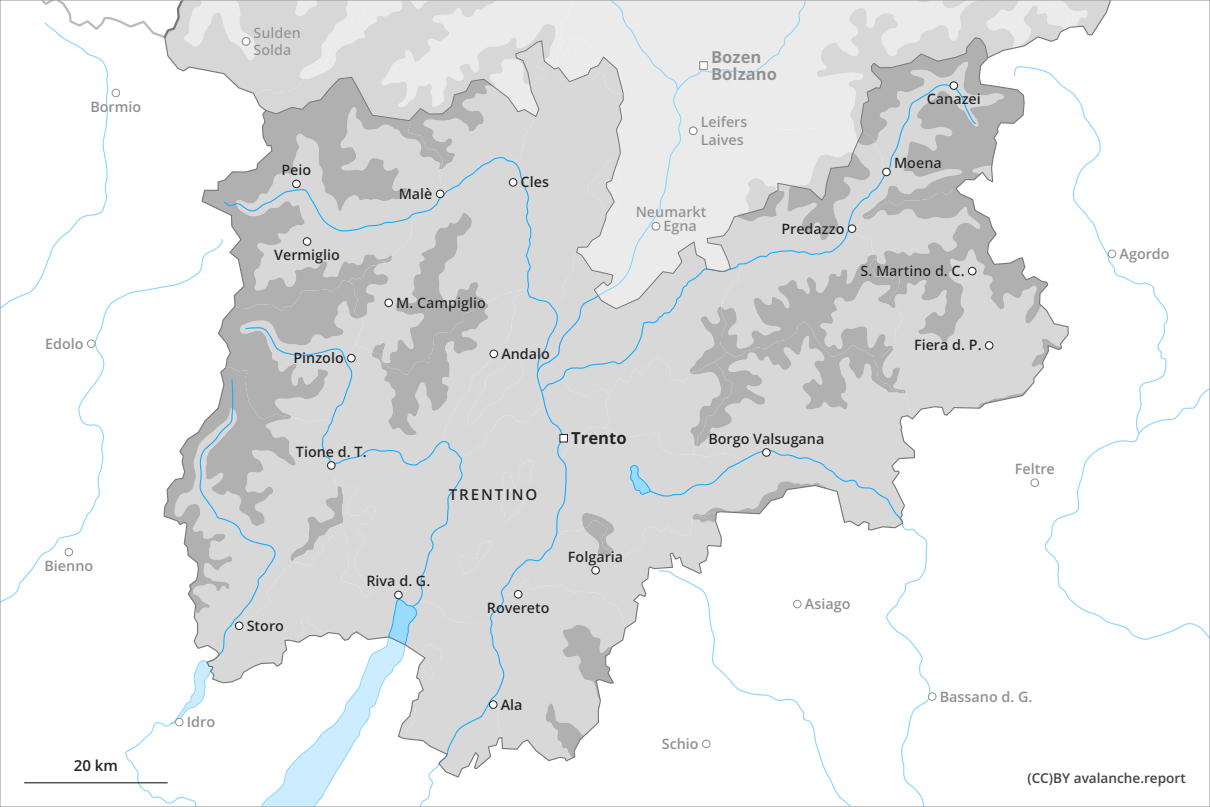 Sulden
Solda
Bozen
Bolzano
Bormio
Canazei
Leifers
Laives
Moena
Peio
Malè
Cles
Neumarkt
Egna
Predazzo
Vermiglio
Agordo
S. Martino d. C.
M. Campiglio
Edolo
Pinzolo
Andalo
Fiera d. P.
Trento
Borgo Valsugana
Tione d. T.
Feltre
TRENTINO
Bienno
Folgaria
Riva d. G.
Rovereto
Asiago
Storo
Bassano d. G.
Ala
Idro
Schio
20 km
(CC)BY avalanche.report